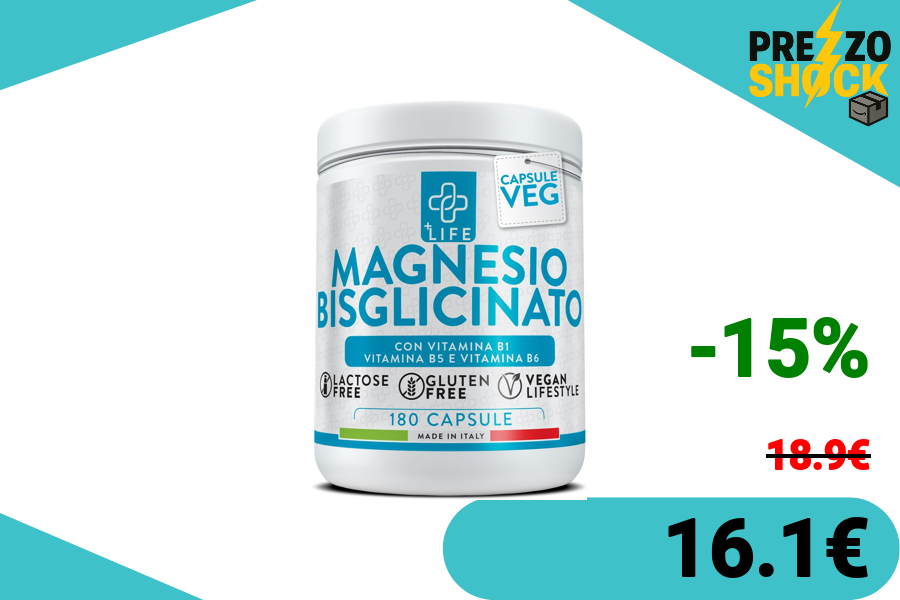 PREZZO
SHOCK
CAPSULE
VEG
+LIFE
MAGNESIO
BISGLICINATO
CON VITAMINA B1
VITAMINA B5 E VITAMINA B6
LACTOSE
FREE
GLUTEN
FREE
VEGAN
LIFESTYLE
180 CAPSULE
MADE IN ITALY
-15%
18.9€
16.1€